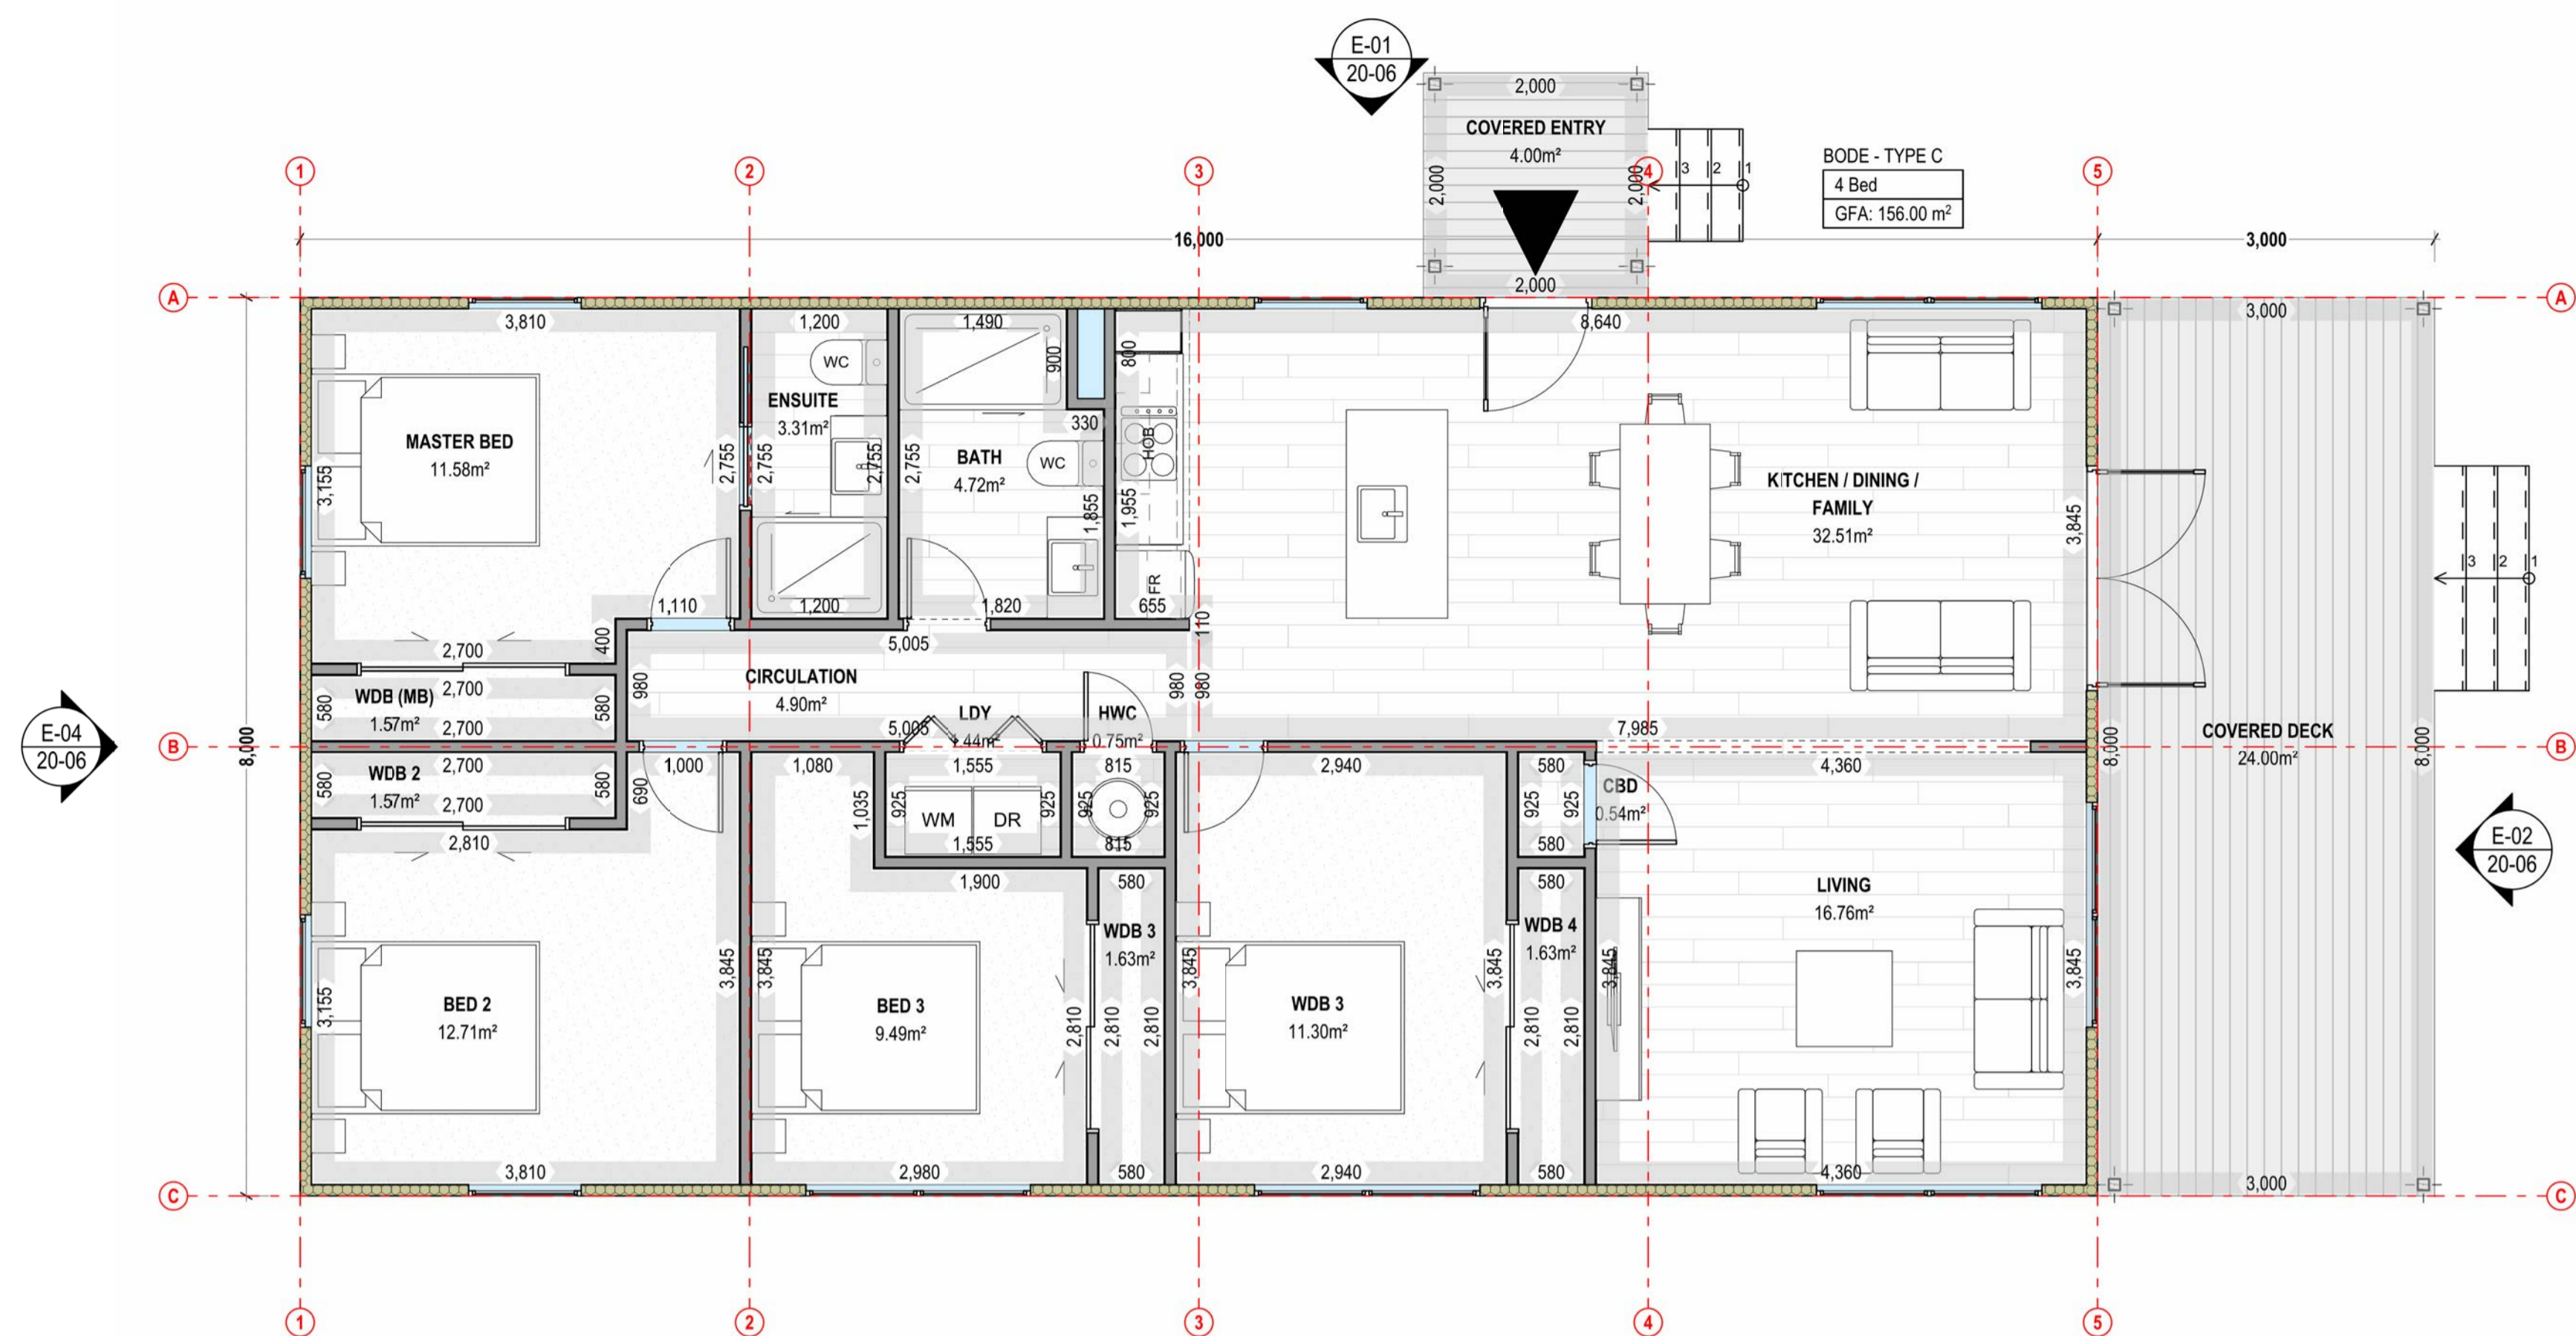 E-01
20-06
2,000
COVERED ENTRY
4.00m²
2,000
2,000
2,000
3
2
1
BODE - TYPE C
4 Bed
GFA: 156.00 m²
1
2
3
4
5
16,000
3,000
A
A
3,810
1,200
1,490
8,640
3,000
WC
900
800
ENSUITE
3.31m²
330
HOB
MASTER BED
11.58m²
BATH
4.72m²
WC
2,755
2,755
2,755
2,755
3,155
1,855
1,955
KITCHEN / DINING /
FAMILY
32.51m²
3,845
3
2
1
FR
1,110
1,200
1,820
655
110
400
5,005
2,700
CIRCULATION
4.90m²
980
980
980
WDB (MB)
1.57m²
2,700
580
580
2,700
LDY
1.44m²
5,005
HWC
0.75m²
7,985
COVERED DECK
24.00m²
8,000
8,000
E-04
20-06
8,000
B
B
WDB 2
1.57m²
2,700
580
580
2,700
1,000
690
1,080
1,555
815
2,940
580
CBD
0.54m²
4,360
1,035
925
WM
DR
925
925
925
925
925
1,555
815
580
2,810
E-02
20-06
1,900
580
580
LIVING
16.76m²
WDB 3
1.63m²
WDB 4
1.63m²
3,845
3,845
3,845
3,845
3,845
3,845
BED 2
12.71m²
3,155
BED 3
9.49m²
2,810
2,810
2,810
WDB 3
11.30m²
2,810
2,810
3,810
2,980
580
2,940
580
4,360
3,000
C
C
1
2
3
4
5